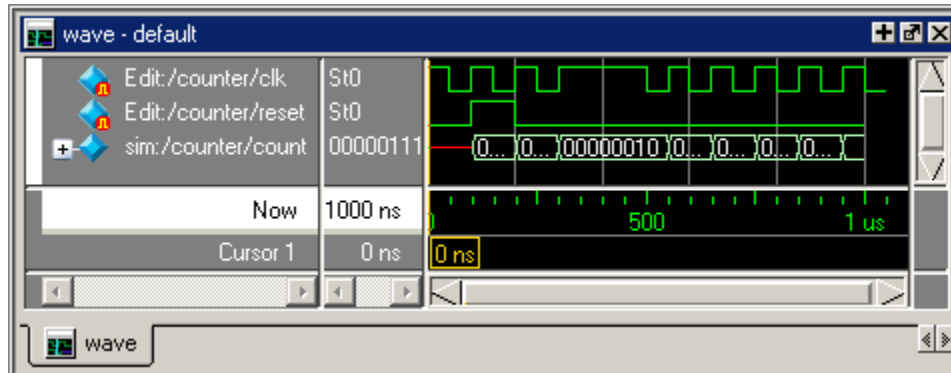 wave - default
Edit:/counter/clk St0
Edit:/counter/reset St0
sim:/counter/count 00000111 0... 0... 00000010 0... 0... 0... 0...
Now 1000 ns 500 1 us
Cursor 1 0 ns 0 ns
wave